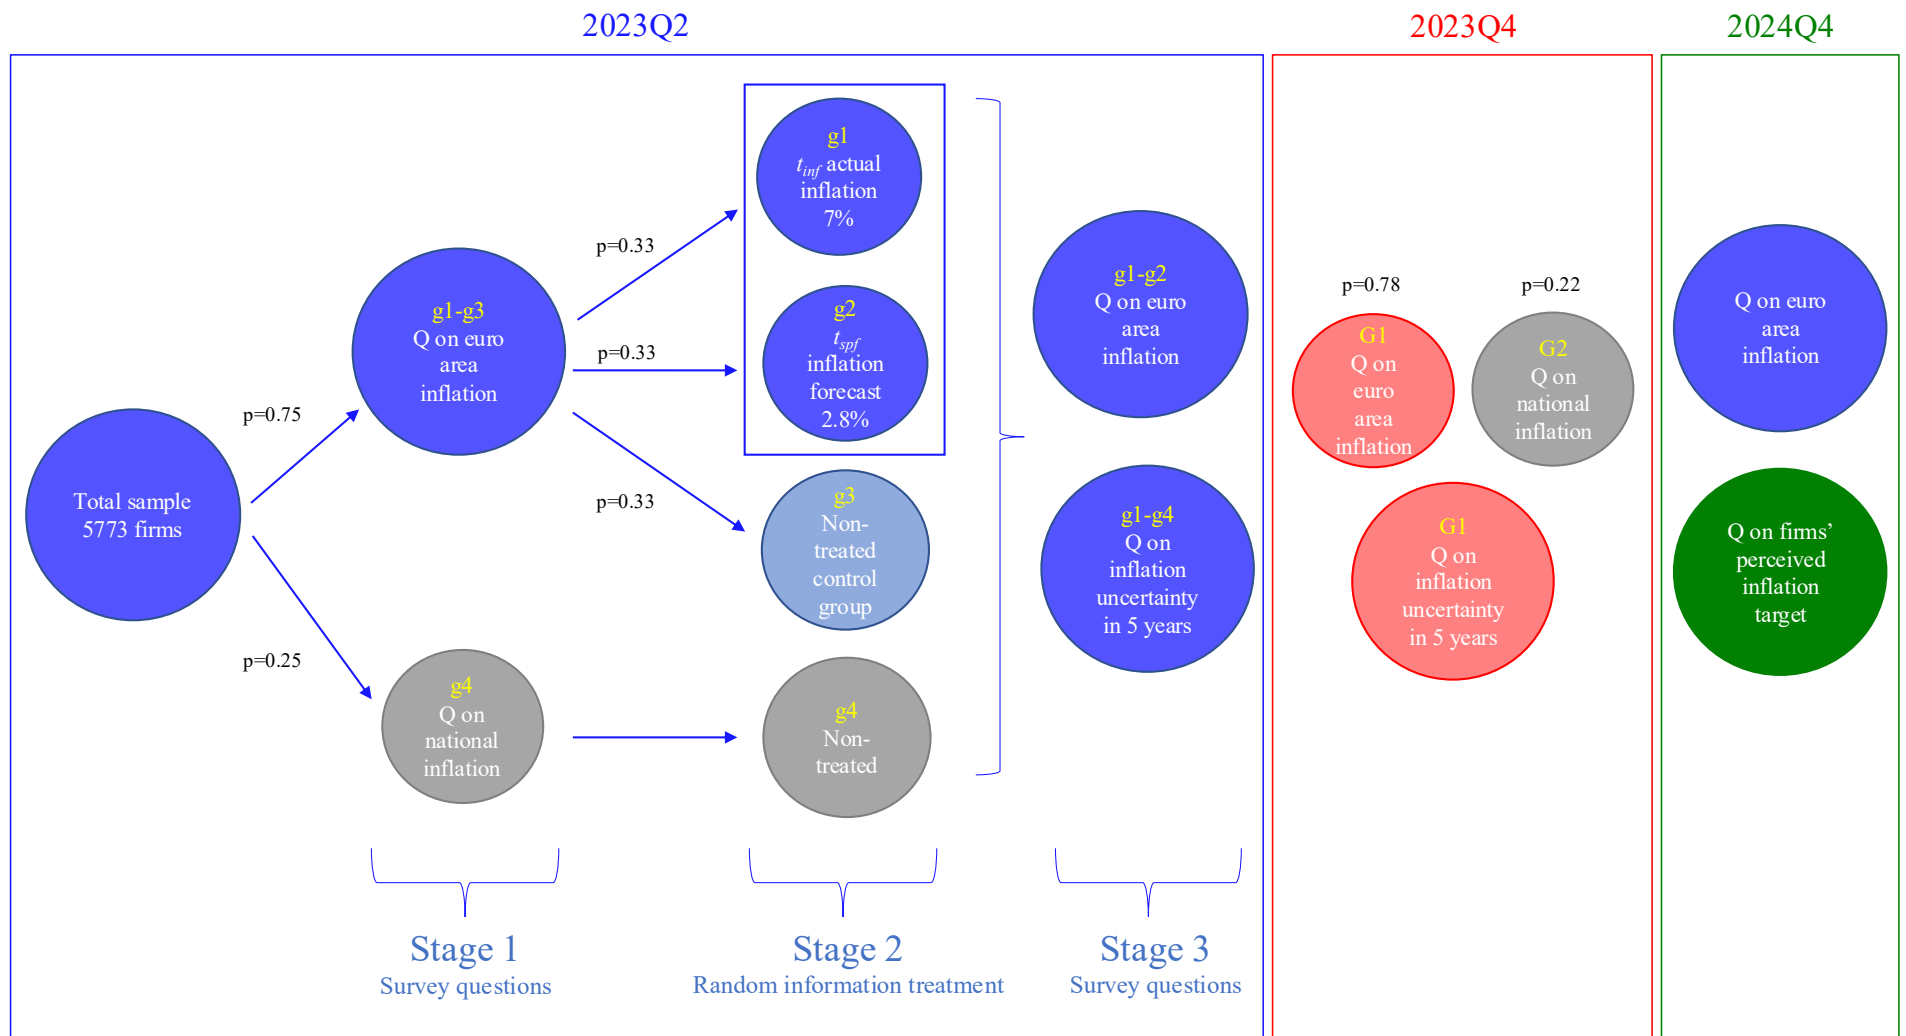 2023Q2
2023Q4
2024Q4
Total sample
5773 firms
p=0.75
p=0.25
g1-g3
Q on euro
area
inflation
g4
Q on
national
inflation
p=0.33
p=0.33
p=0.33
g1
t_inf actual
inflation
7%
g2
t_spf
inflation
forecast
2.8%
g3
Non-
treated
control
group
g4
Non-
treated
g1-g2
Q on euro
area
inflation
g1-g4
Q on
inflation
uncertainty
in 5 years
Stage 1
Survey questions
Stage 2
Random information treatment
Stage 3
Survey questions
p=0.78
G1
Q on
euro
area
inflation
p=0.22
G2
Q on
national
inflation
G1
Q on
inflation
uncertainty
in 5 years
Q on euro
area
inflation
Q on firms’
perceived
inflation
target